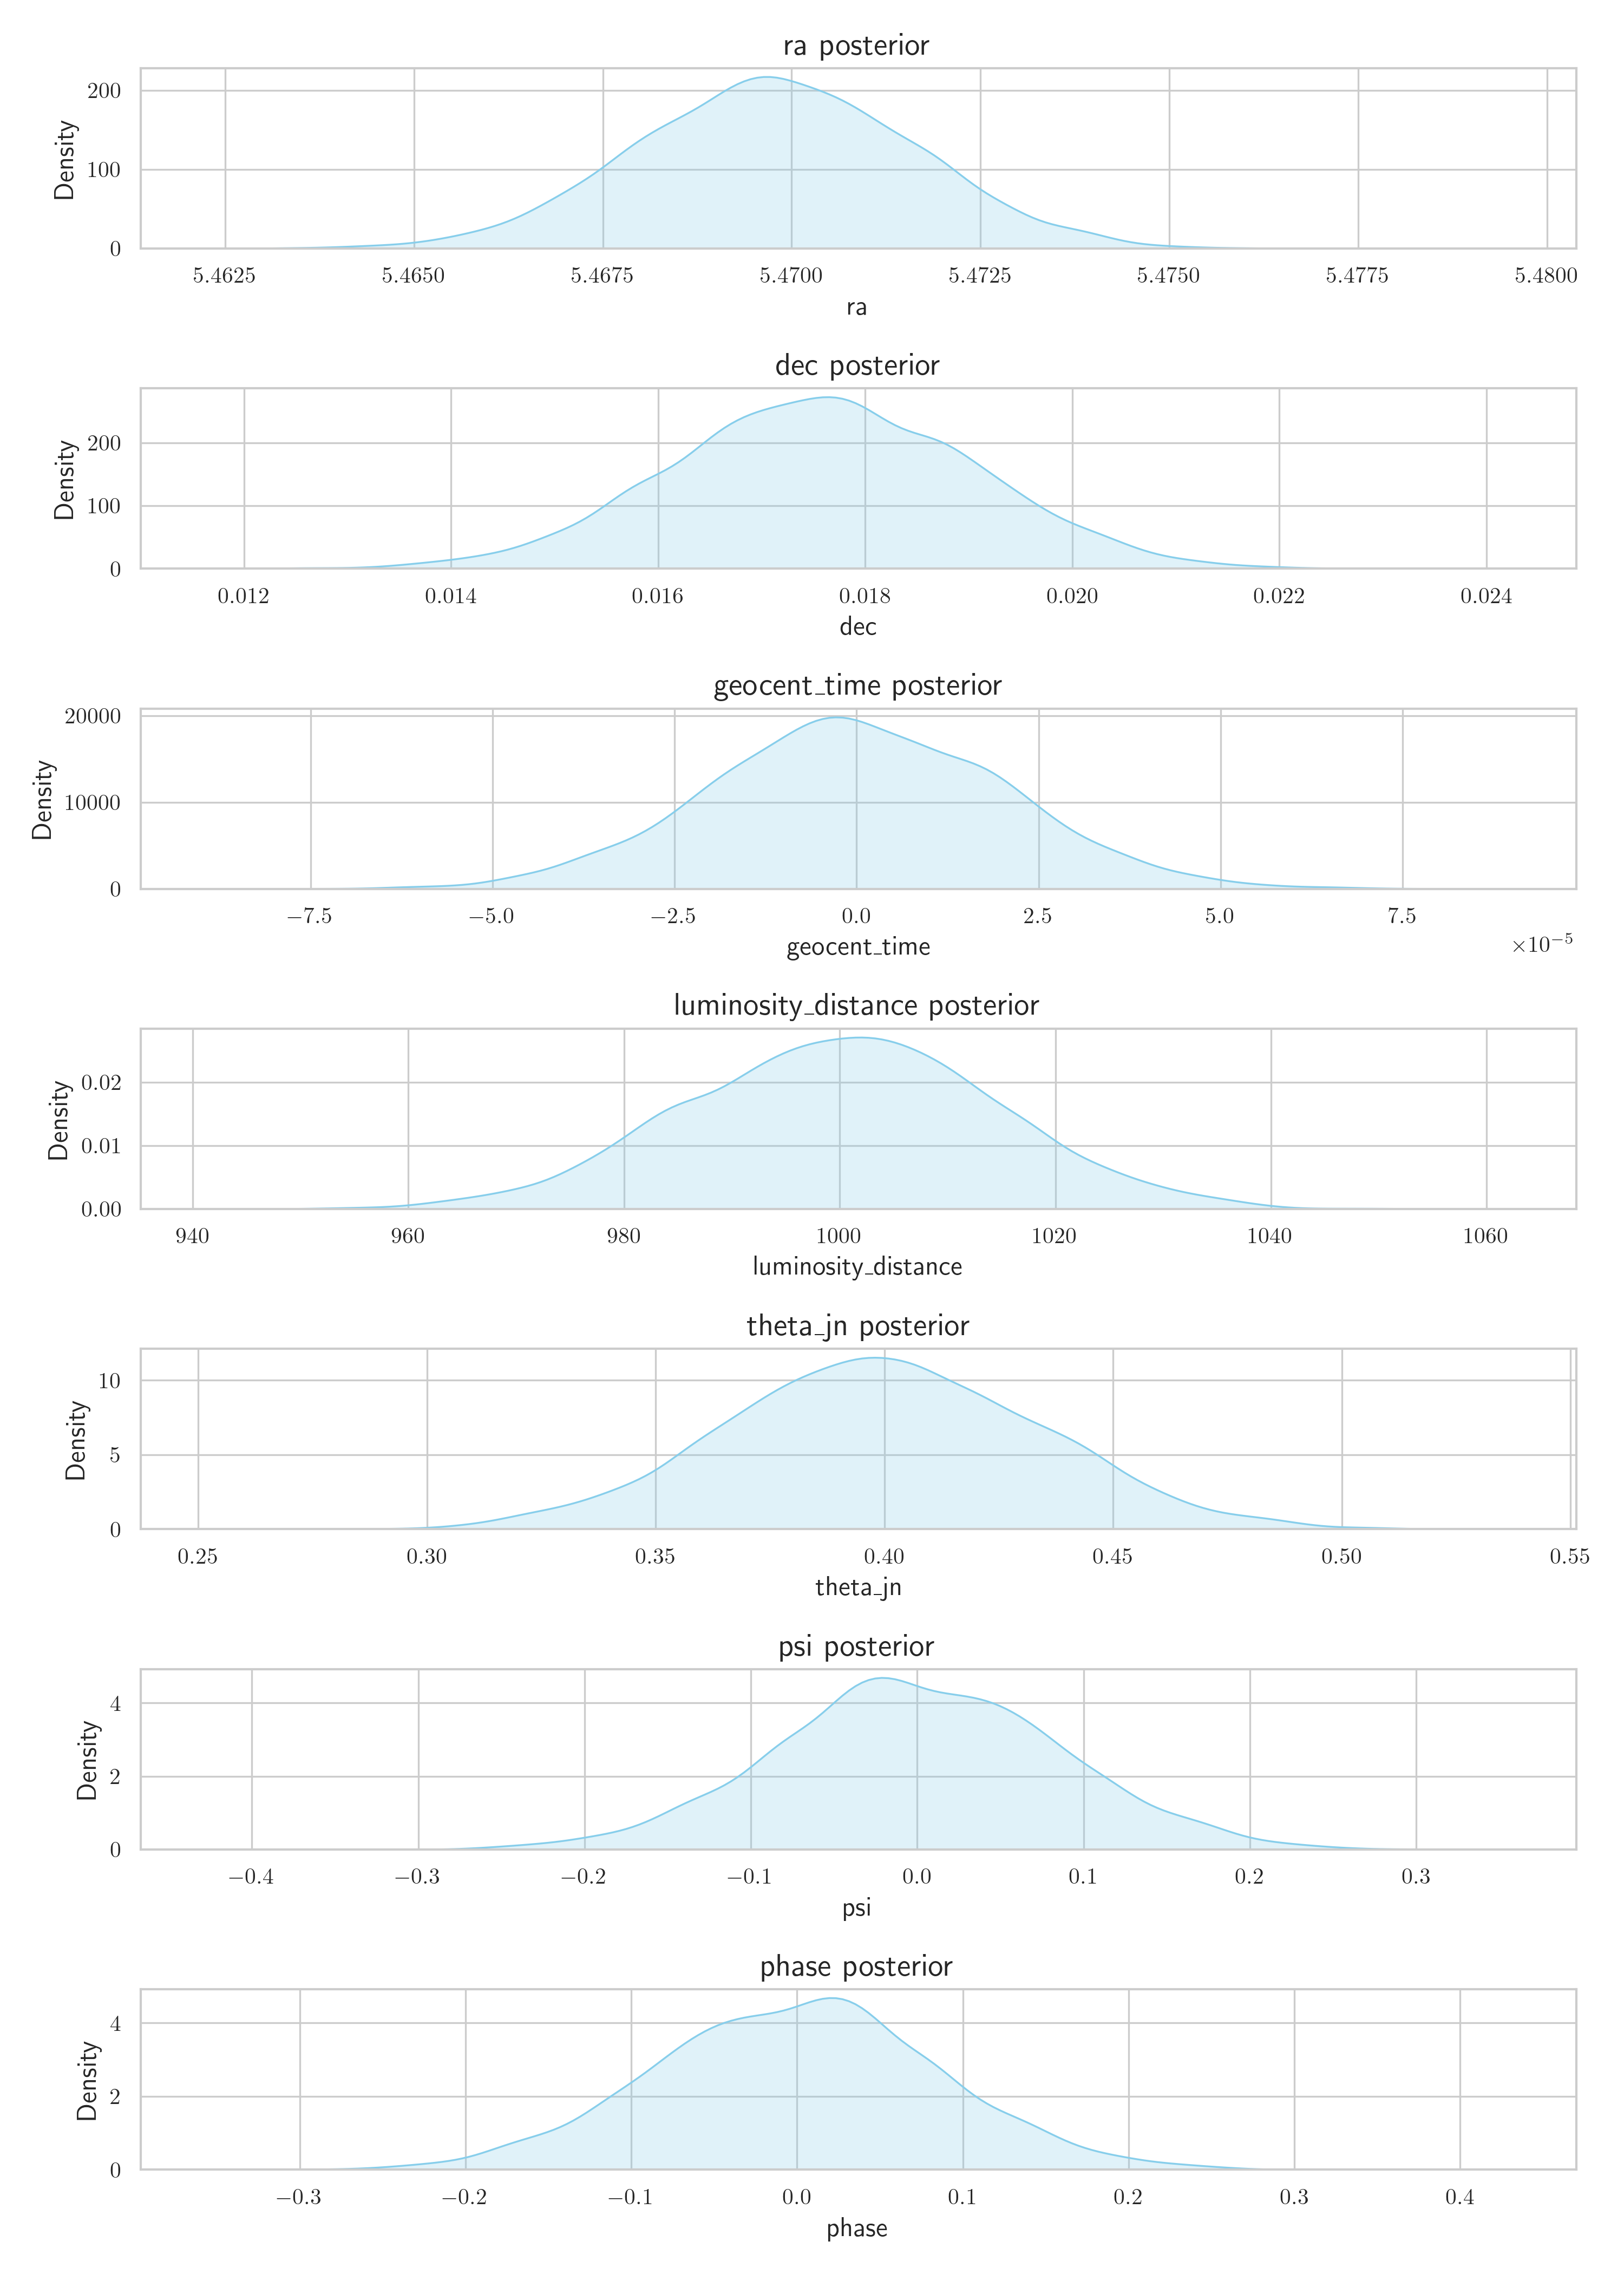 ra posterior
Density
200
100
0
5.4625 5.4650 5.4675 5.4700 5.4725 5.4750 5.4775 5.4800
ra
dec posterior
Density
200
100
0
0.012 0.014 0.016 0.018 0.020 0.022 0.024
dec
geocent_time posterior
Density
20000
10000
0
−7.5 −5.0 −2.5 0.0 2.5 5.0 7.5
×10⁻⁵
geocent_time
luminosity_distance posterior
Density
0.02
0.01
0.00
940 960 980 1000 1020 1040 1060
luminosity_distance
theta_jn posterior
Density
10
5
0
0.25 0.30 0.35 0.40 0.45 0.50 0.55
theta_jn
psi posterior
Density
4
2
0
−0.4 −0.3 −0.2 −0.1 0.0 0.1 0.2 0.3
psi
phase posterior
Density
4
2
0
−0.3 −0.2 −0.1 0.0 0.1 0.2 0.3 0.4
phase